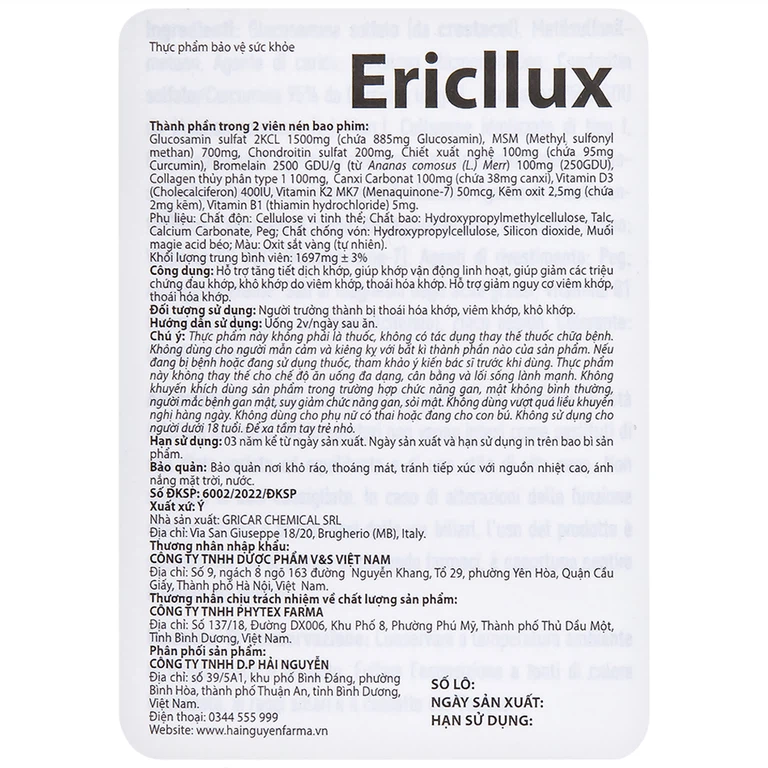 Thực phẩm bảo vệ sức khỏe
Ericllux
Thành phần trong 2 viên nén bao phim:
Glucosamin sulfat 2KCL 1500mg (chứa 885mg Glucosamin), MSM (Methyl sulfonyl
methan) 700mg, Chondroitin sulfat 200mg, Chiết xuất nghệ 100mg (chứa 95mg
Curcumin), Bromelain 2500 GDU/g (từ Ananas comosus (L.) Merr) 100mg (250GDU),
Collagen thủy phân type 1 100mg, Canxi Carbonat 100mg (chứa 38mg canxi), Vitamin D3
(Cholecalciferon) 400IU, Vitamin K2 MK7 (Menaquinone-7) 50mcg, Kẽm oxit 2,5mg (chứa
2mg kẽm), Vitamin B1 (thiamin hydrochloride) 5mg.
Phụ liệu: Chất độn: Cellulose vi tinh thể; Chất bao: Hydroxypropylmethylcellulose, Talc,
Calcium Carbonate, Peg; Chất chống vón: Hydroxypropylcellulose, Silicon dioxide, Muối
magie acid béo; Màu: Oxit sắt vàng (tự nhiên).
Khối lượng trung bình viên: 1697mg ± 3%
Công dụng: Hỗ trợ tăng tiết dịch khớp, giúp khớp vận động linh hoạt, giúp giảm các triệu
chứng đau khớp, khô khớp do viêm khớp, thoái hóa khớp. Hỗ trợ giảm nguy cơ viêm khớp,
thoái hóa khớp.
Đối tượng sử dụng: Người trưởng thành bị thoái hóa khớp, viêm khớp, khô khớp.
Hướng dẫn sử dụng: Uống 2v/ngày sau ăn.
Chú ý: Thực phẩm này không phải là thuốc, không có tác dụng thay thế thuốc chữa bệnh.
Không dùng cho người mẫn cảm và kiêng kỵ với bất kì thành phần nào của sản phẩm. Nếu
đang bị bệnh hoặc đang sử dụng thuốc, tham khảo ý kiến bác sĩ trước khi dùng. Thực phẩm
này không thay thế cho chế độ ăn uống đa dạng, cân bằng và lối sống lành mạnh. Không
khuyến khích dùng sản phẩm trong trường hợp chức năng gan, mật không bình thường,
người mắc bệnh gan mật, suy giảm chức năng gan, sỏi mật. Không dùng vượt quá liều khuyến
nghị hàng ngày. Không dùng cho phụ nữ có thai hoặc đang cho con bú. Không sử dụng cho
người dưới 18 tuổi. Để xa tầm tay trẻ nhỏ.
Hạn sử dụng: 03 năm kể từ ngày sản xuất. Ngày sản xuất và hạn sử dụng in trên bao bì sản
phẩm.
Bảo quản: Bảo quản nơi khô ráo, thoáng mát, tránh tiếp xúc với nguồn nhiệt cao, ánh
nắng mặt trời, nước.
Số ĐKSP: 6002/2022/ĐKSP
Xuất xứ: Ý
Nhà sản xuất: GRICAR CHEMICAL SRL
Địa chỉ: Via San Giuseppe 18/20, Brugherio (MB), Italy.
Thương nhân nhập khẩu:
CÔNG TY TNHH DƯỢC PHẨM V&S VIỆT NAM
Địa chỉ: Số 9, ngách 8 ngõ 163 đường Nguyễn Khang, Tổ 29, phường Yên Hòa, Quận Cầu
Giấy, Thành phố Hà Nội, Việt Nam.
Thương nhân chịu trách nhiệm về chất lượng sản phẩm:
CÔNG TY TNHH PHYTEX FARMA
Địa chỉ: Số 137/18, Đường DX006, Khu Phố 8, Phường Phú Mỹ, Thành phố Thủ Dầu Một,
Tỉnh Bình Dương, Việt Nam.
Phân phối sản phẩm:
CÔNG TY TNHH D.P HẢI NGUYỄN
Địa chỉ: số 39/5A1, khu phố Bình Đáng, phường
Bình Hòa, thành phố Thuận An, tỉnh Bình Dương,
Việt Nam.
Điện thoại: 0344 555 999
Website: www.hainguyenfarma.vn
SỐ LÔ:
NGÀY SẢN XUẤT:
HẠN SỬ DỤNG: